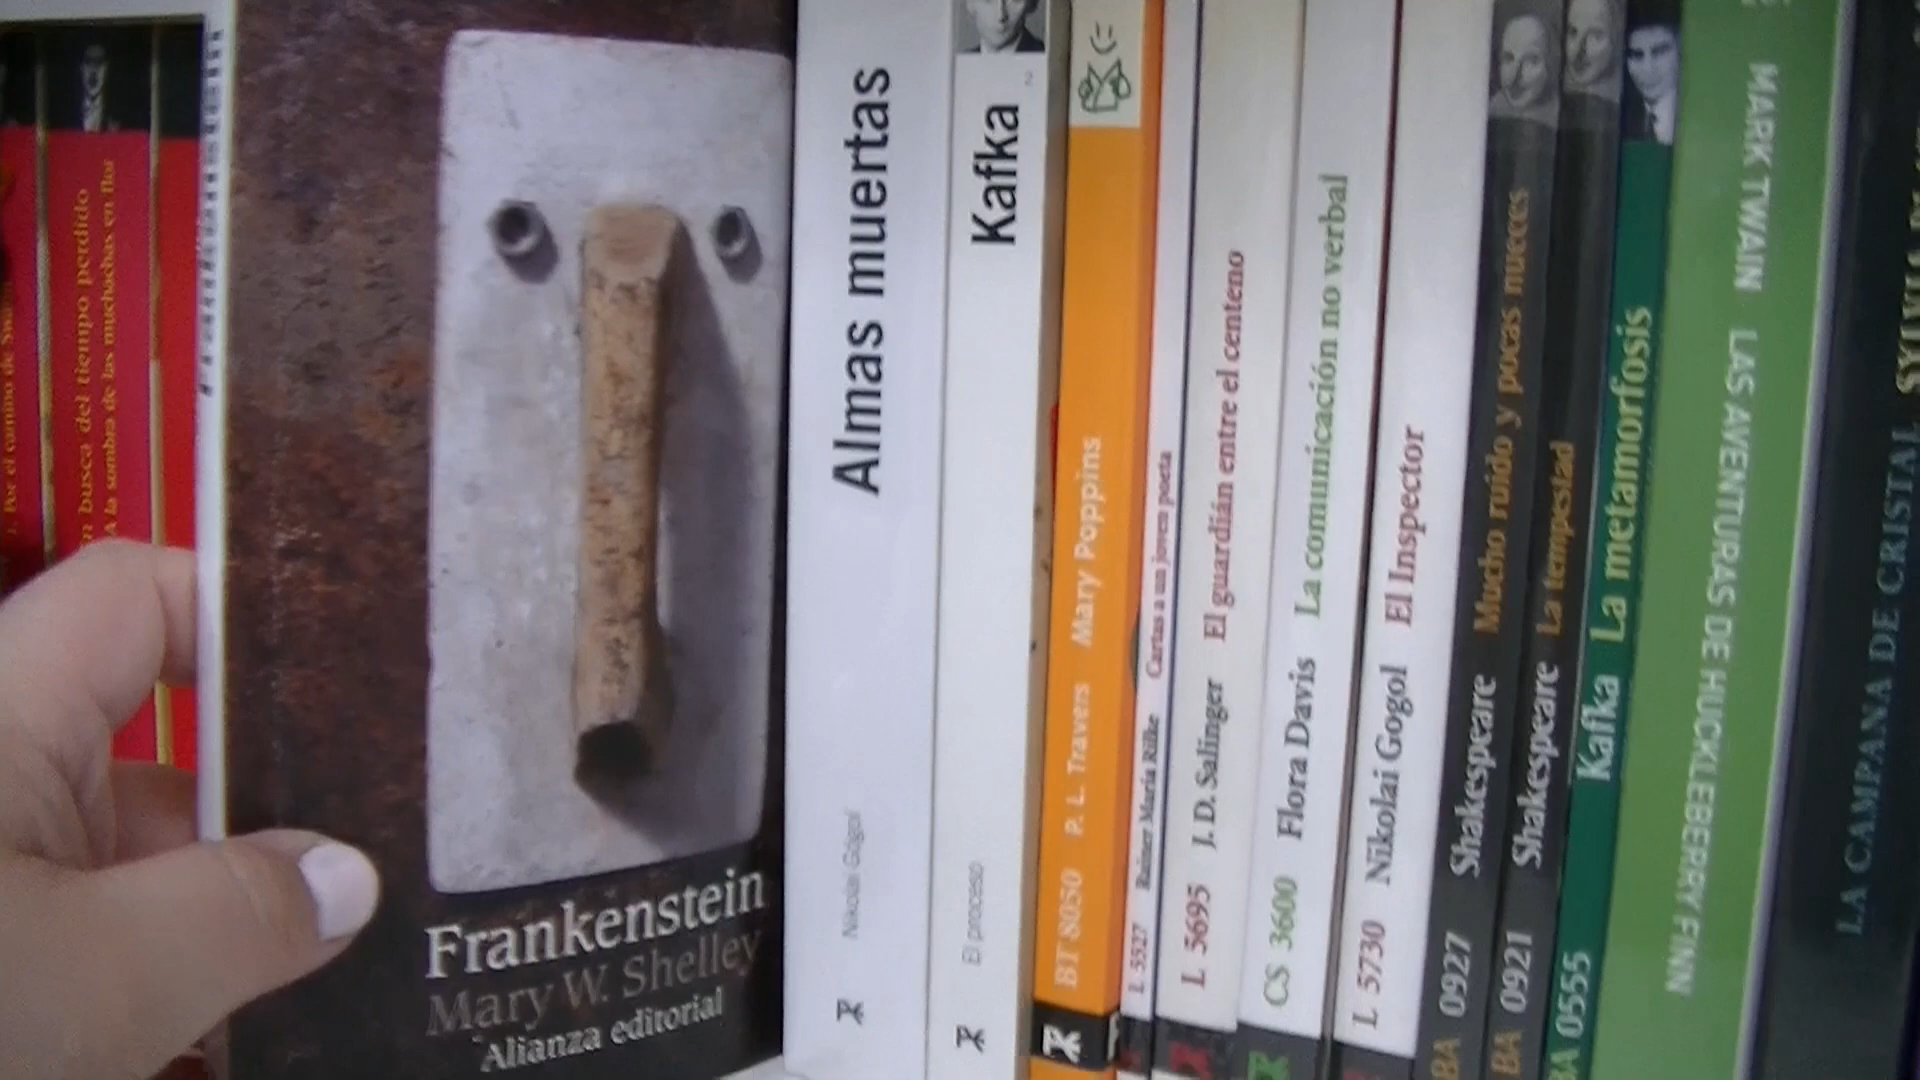 Por el camino de
En busca del tiempo perdido
A la sombra de las muchachas en flor
Frankenstein
Mary W. Shelley
Alianza editorial
Almas muertas
Nikolái Gógol
2
Kafka
El proceso
BT 8050 P. L. Travers Mary Poppins
L 5527 Rainer Maria Rilke Cartas a un joven poeta
L 5695 J.D. Salinger El guardián entre el centeno
CS 3600 Flora Davis La comunicación no verbal
L 5730 Nikolai Gogol El Inspector
BA 0927 Shakespeare Mucho ruido y pocas nueces
BA 0921 Shakespeare La tempestad
BA 0555 Kafka La metamorfosis
MARK TWAIN LAS AVENTURAS DE HUCKLEBERRY FINN
LA CAMPANA DE CRISTAL SYLVIA